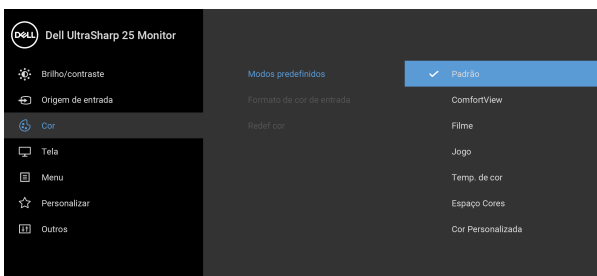 DELL Dell UltraSharp 25 Monitor
Brilho/contraste Modos predefinidos Padrão
Origem de entrada Formato de cor de entrada ComfortView
Cor Redef cor Filme
Tela Jogo
Menu Temp. de cor
Personalizar Espaço Cores
Outros Cor Personalizada